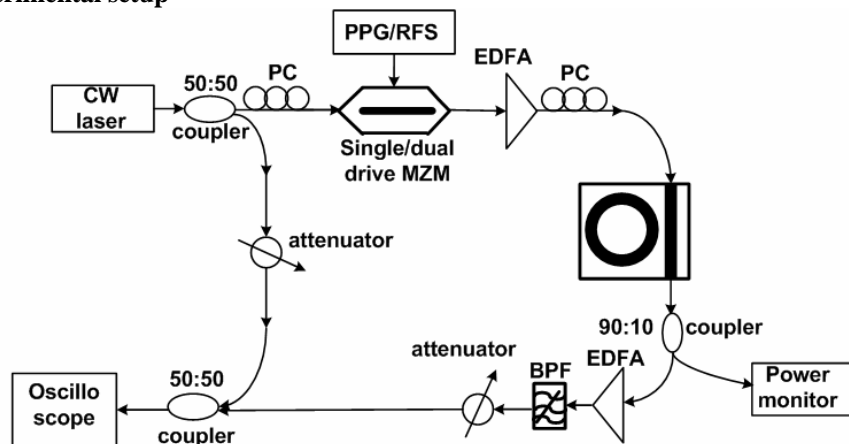 erimental setup
PPG/RFS
EDFA
PC
50:50
PC
CW
laser
coupler
Single/dual
drive MZM
attenuator
90:10
coupler
EDFA
attenuator
BPF
50:50
Power
monitor
Oscillo
scope
coupler